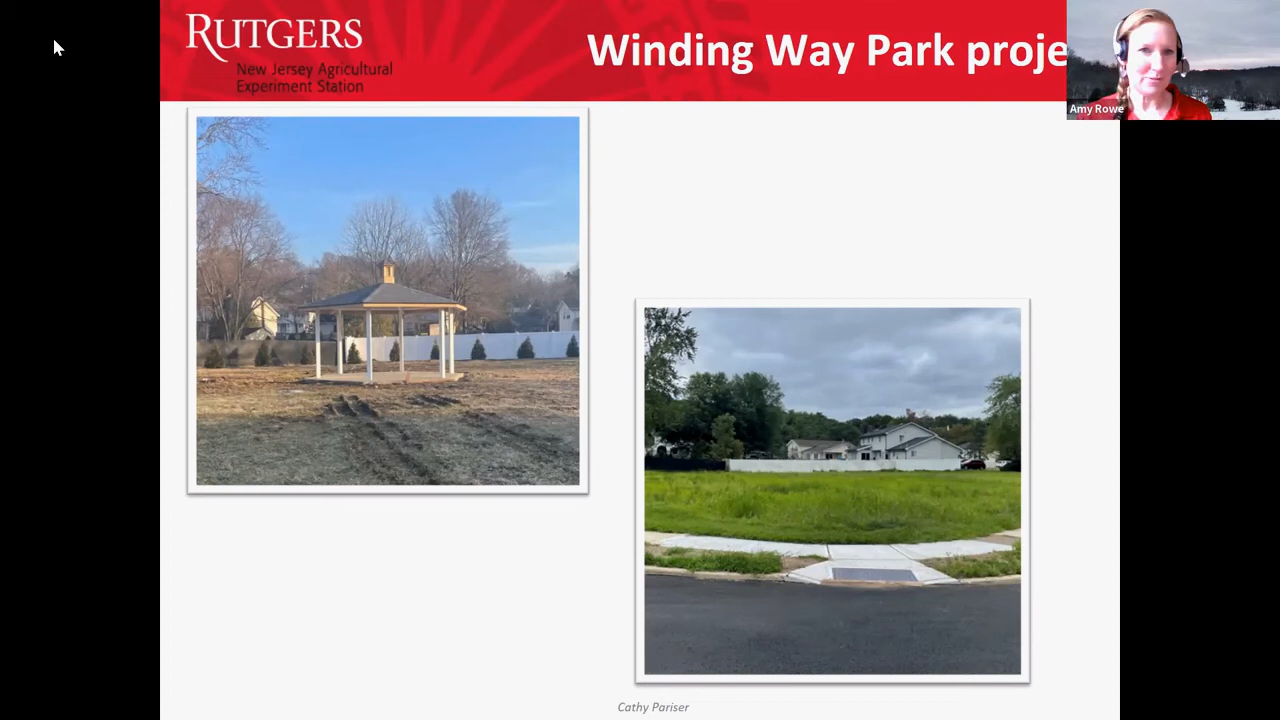 RUTGERS
New Jersey Agricultural
Experiment Station
Winding Way Park proje
Amy Rowe
Cathy Pariser